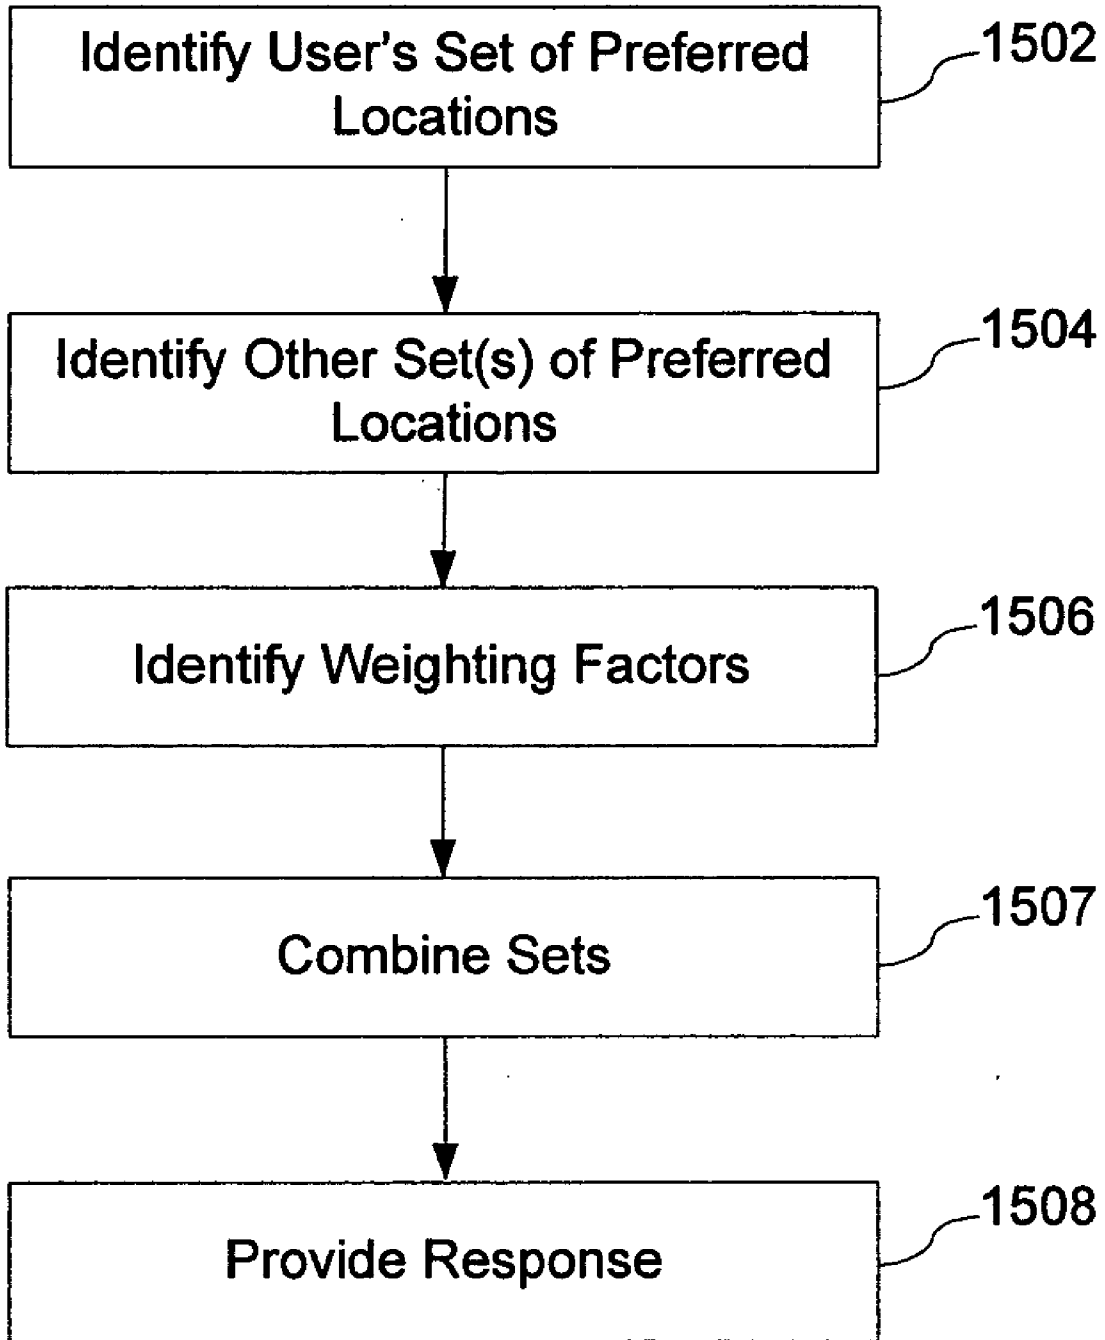 Identify User's Set of Preferred
Locations
1502
Identify Other Set(s) of Preferred
Locations
1504
Identify Weighting Factors
1506
Combine Sets
1507
Provide Response
1508